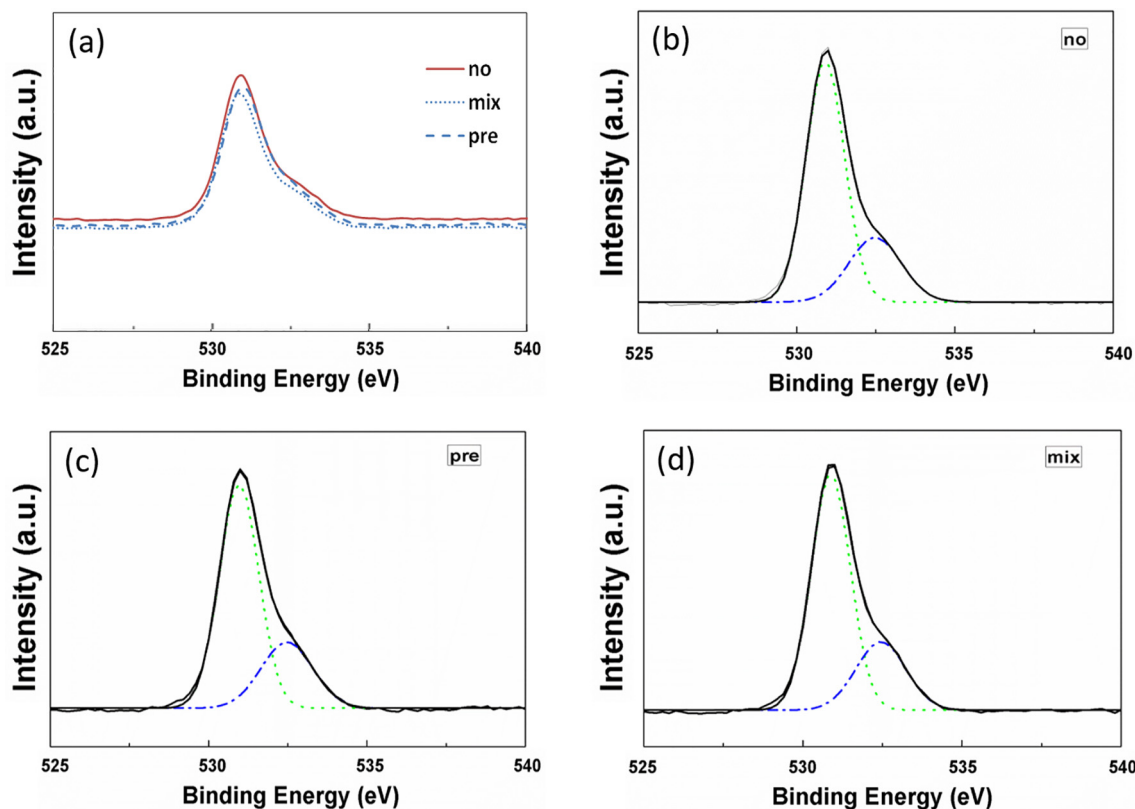 (a)
no
mix
pre
Intensity (a.u.)
525 530 535 540
Binding Energy (eV)
(b)
no
Intensity (a.u.)
525 530 535 540
Binding Energy (eV)
(c)
pre
Intensity (a.u.)
525 530 535 540
Binding Energy (eV)
(d)
mix
Intensity (a.u.)
525 530 535 540
Binding Energy (eV)